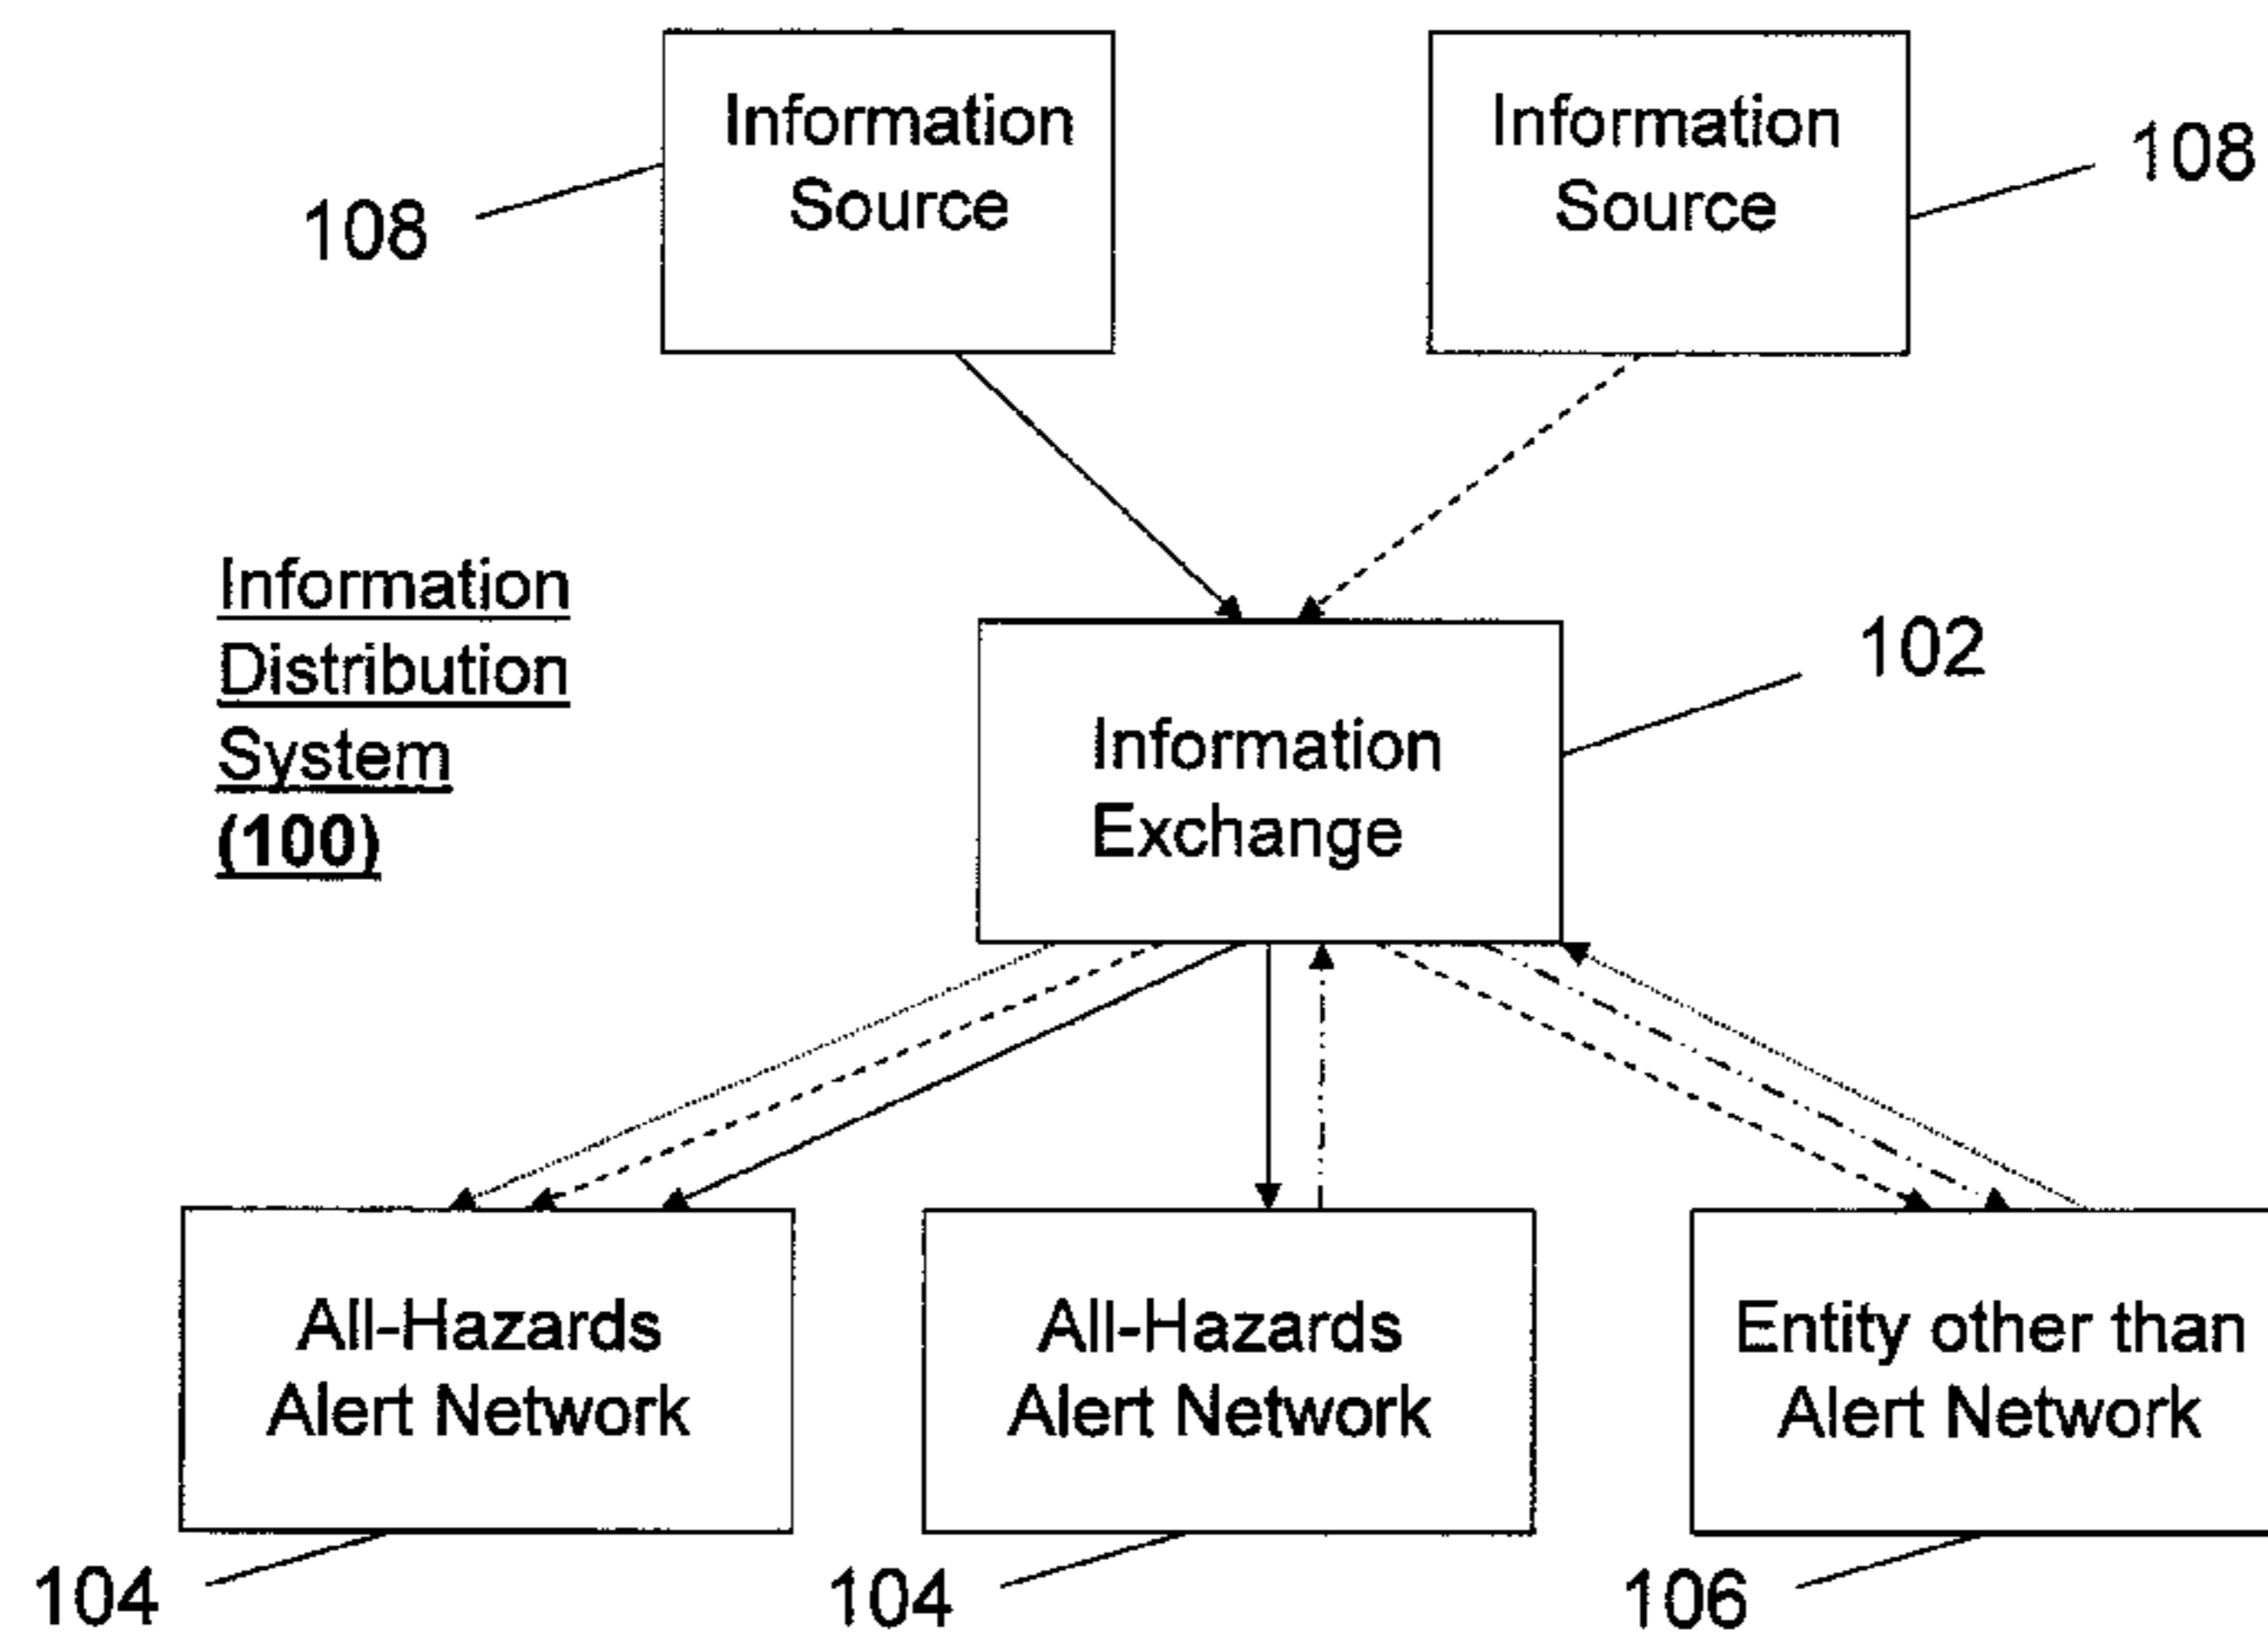 Information
Source
108
Information
Source
108
Information
Distribution
System
(100)
102
Information
Exchange
All-Hazards
Alert Network
104
All-Hazards
Alert Network
104
Entity other than
Alert Network
106